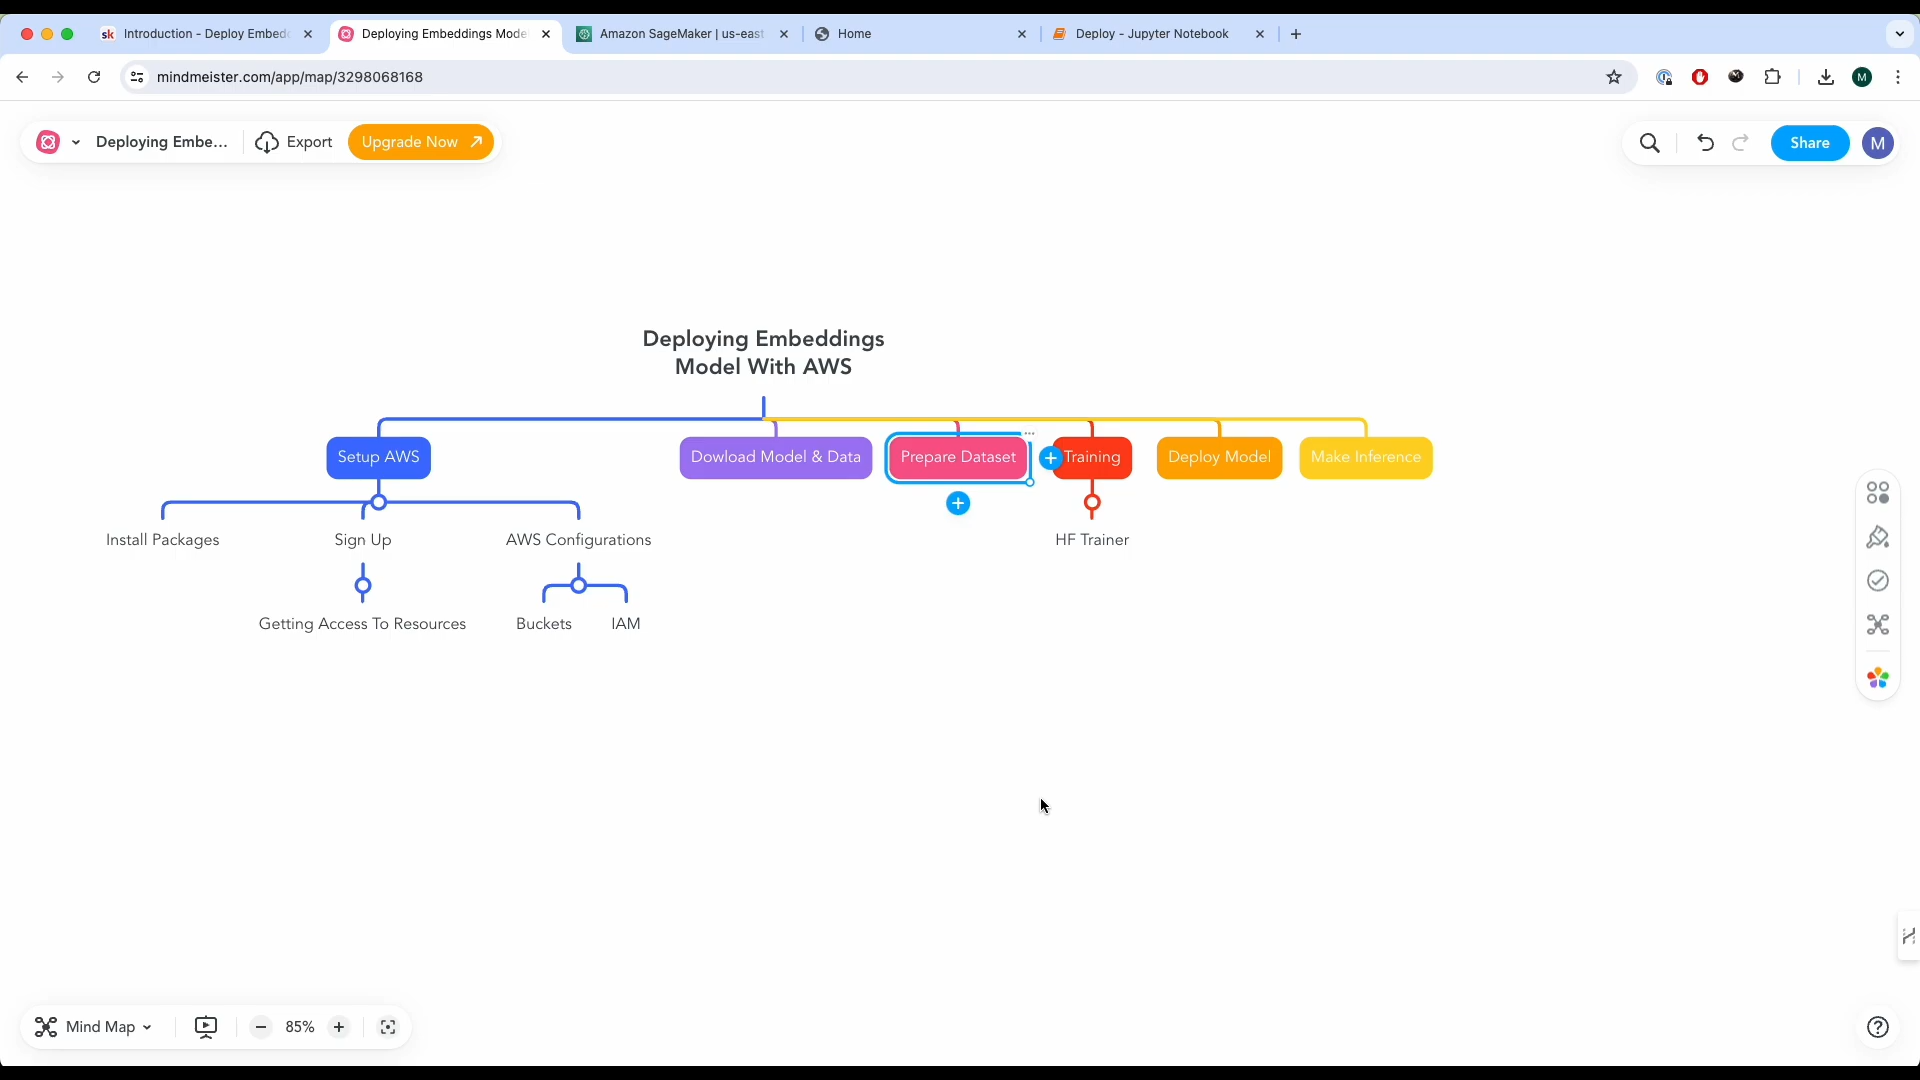 sk Introduction - Deploy Embed
Deploying Embeddings Mode
Amazon SageMaker | us-east
Home
Deploy - Jupyter Notebook
mindmeister.com/app/map/3298068168
M
Deploying Embe...
Export
Upgrade Now
Share
M
Deploying Embeddings
Model With AWS
Setup AWS
Dowload Model & Data
Prepare Dataset
Training
Deploy Model
Make Inference
Install Packages
Sign Up
AWS Configurations
HF Trainer
Getting Access To Resources
Buckets
IAM
Mind Map
85%